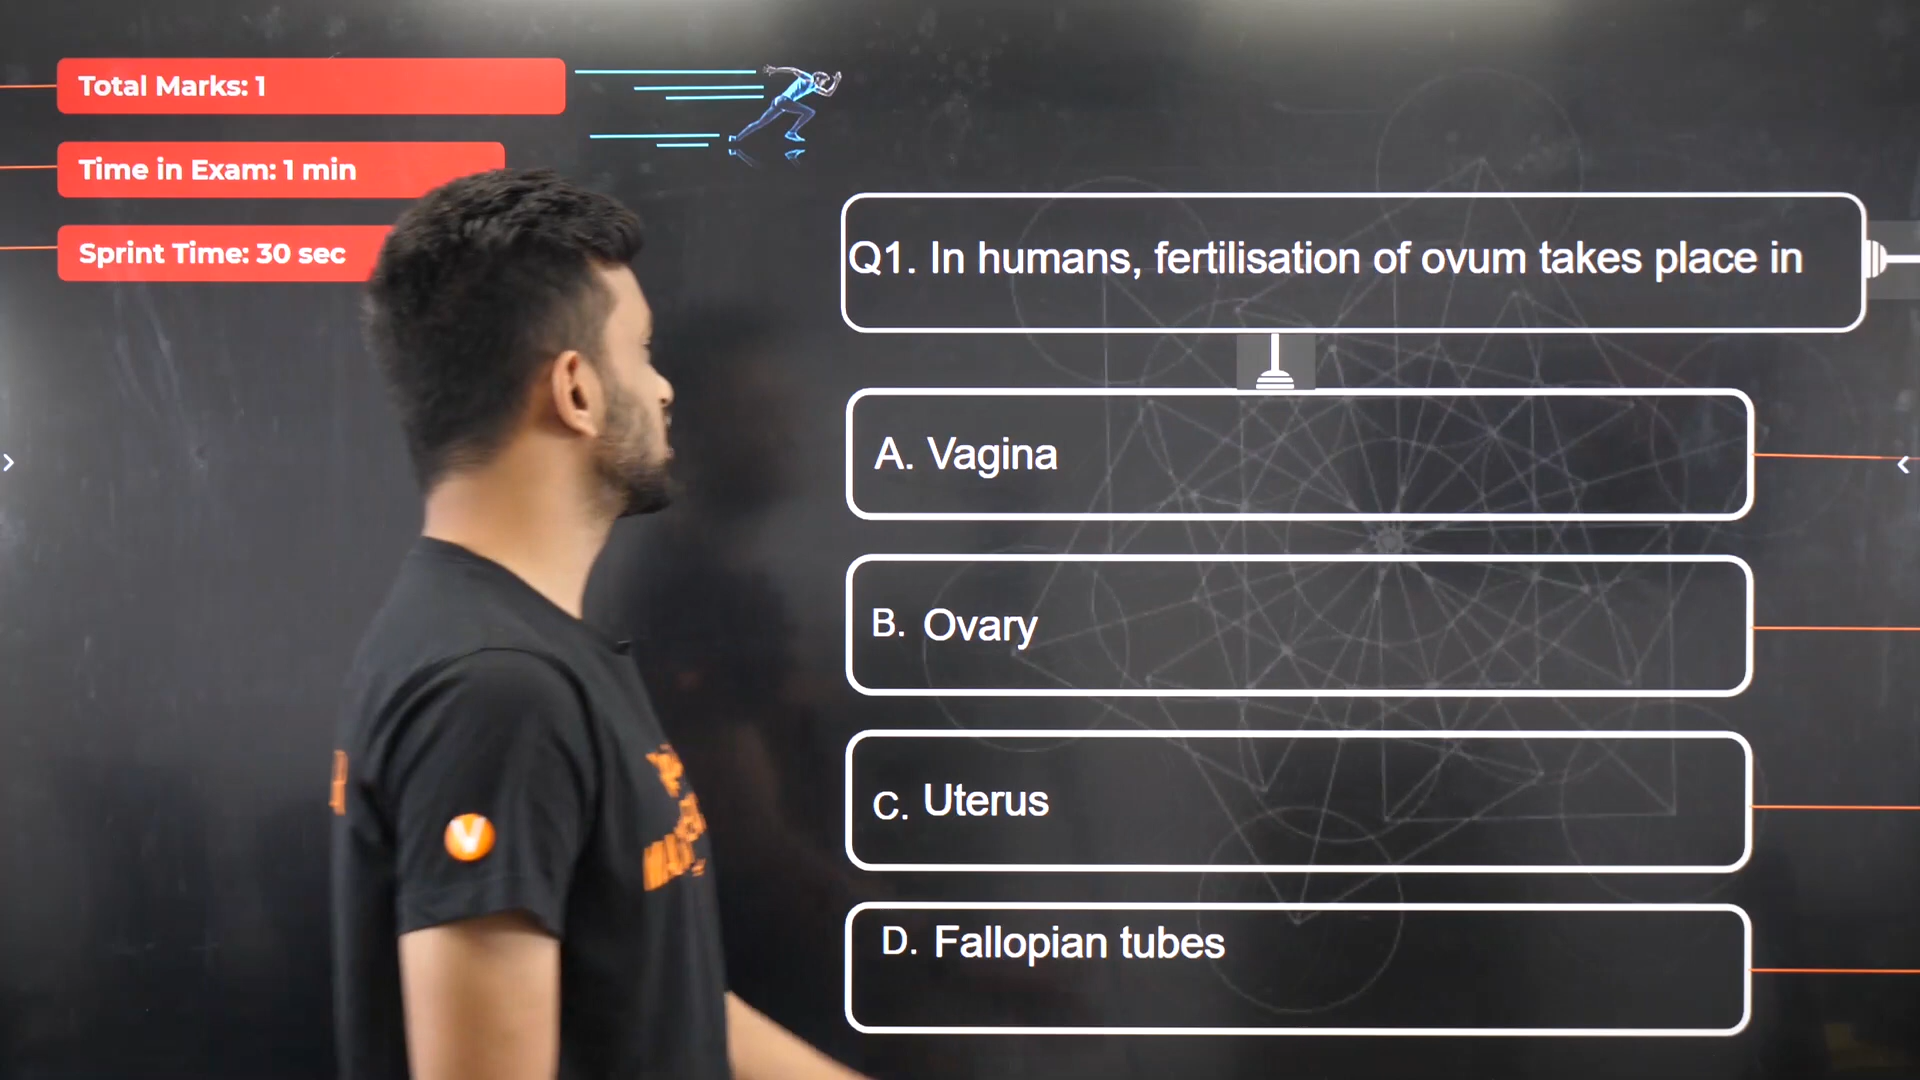 Total Marks: 1
Time in Exam: 1 min
Sprint Time: 30 sec
Q1. In humans, fertilisation of ovum takes place in
A. Vagina
B. Ovary
C. Uterus
D. Fallopian tubes
V